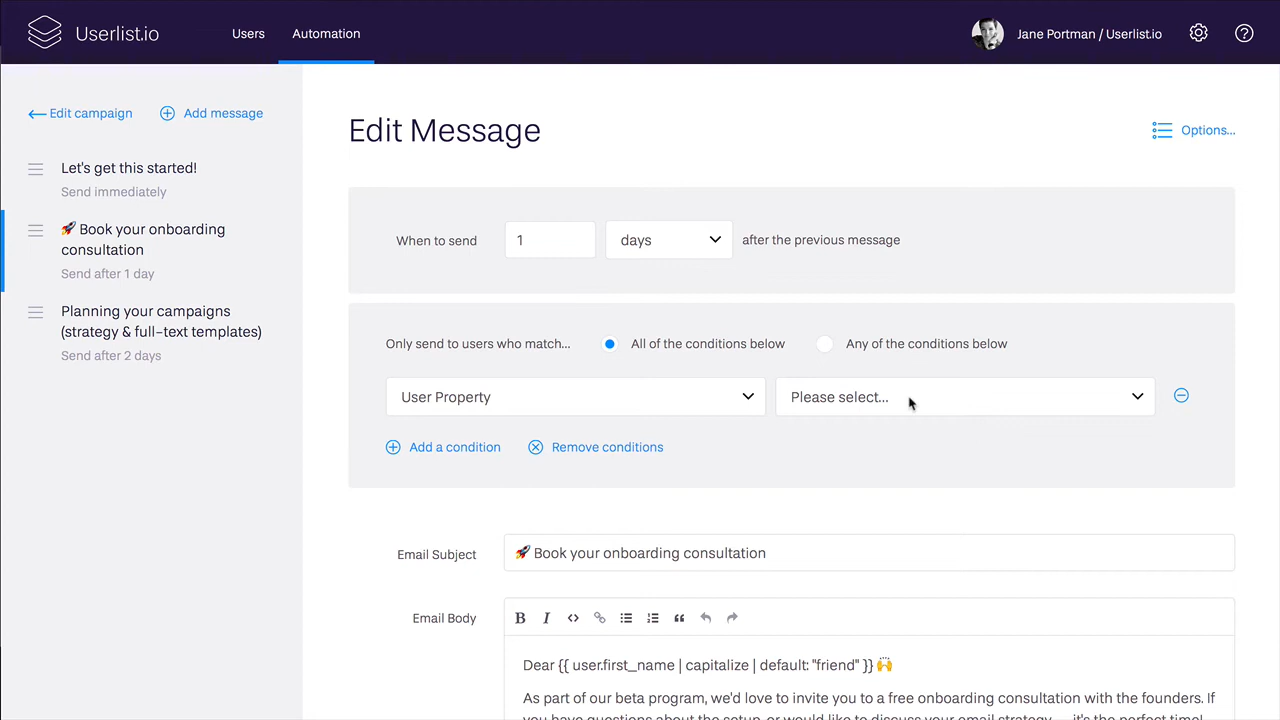 Userlist.io
Users
Automation
Jane Portman / Userlist.io
Edit campaign
Add message
Let's get this started!
Send immediately
🚀 Book your onboarding
consultation
Send after 1 day
Planning your campaigns
(strategy & full-text templates)
Send after 2 days
Edit Message
Options...
When to send
1
days
after the previous message
Only send to users who match...
All of the conditions below
Any of the conditions below
User Property
Please select...
Add a condition
Remove conditions
Email Subject
🚀 Book your onboarding consultation
Email Body
B I
Dear {{ user.first_name | capitalize | default: "friend" }} 🙌
As part of our beta program, we'd love to invite you to a free onboarding consultation with the founders. If
you have questions about the setup, or would like to discuss your email strategy — it's the perfect time!